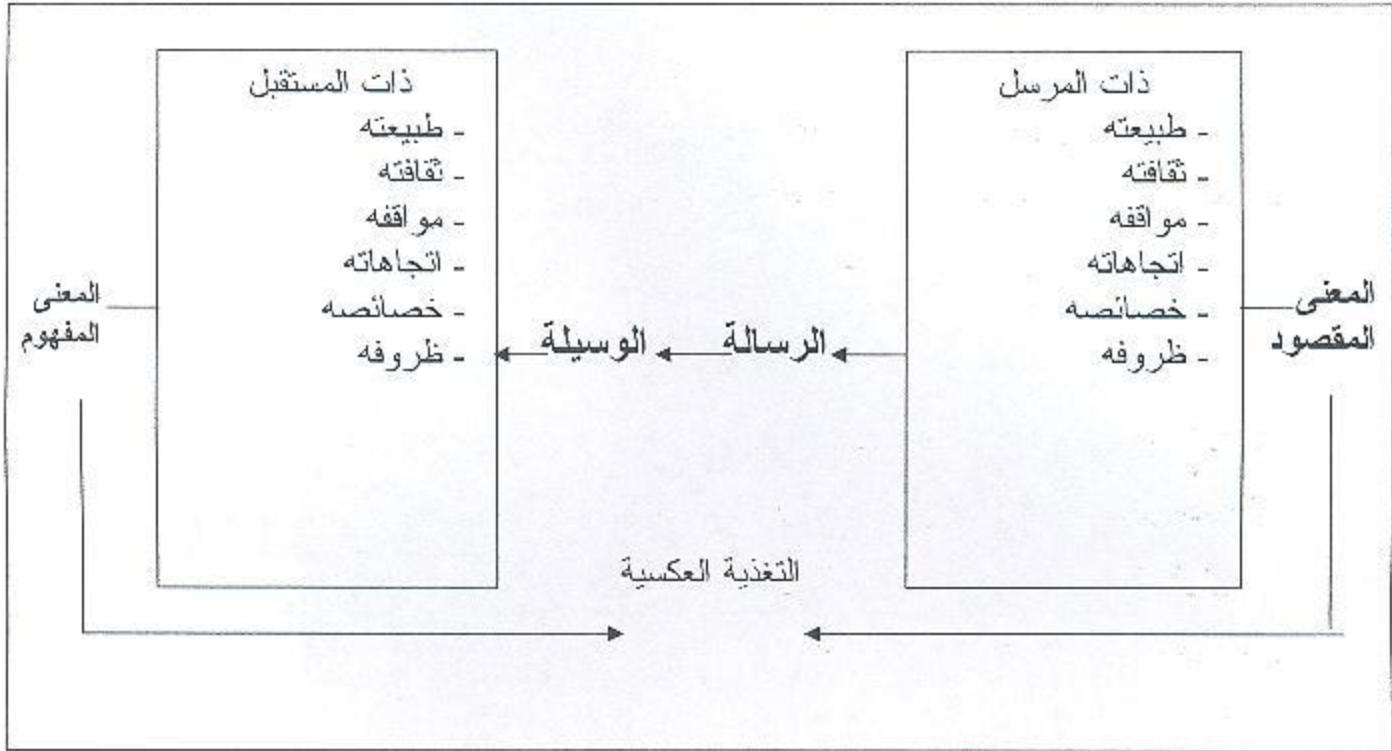 ذات المرسل
- طبيعته
- ثقافته
- مواقفه
- اتجاهاته
- خصائصه
- ظروفه
المعنى
المقصود
الرسالة
الوسيلة
ذات المستقبل
- طبيعته
- ثقافته
- مواقفه
- اتجاهاته
- خصائصه
- ظروفه
المعنى
المفهوم
التغذية العكسية